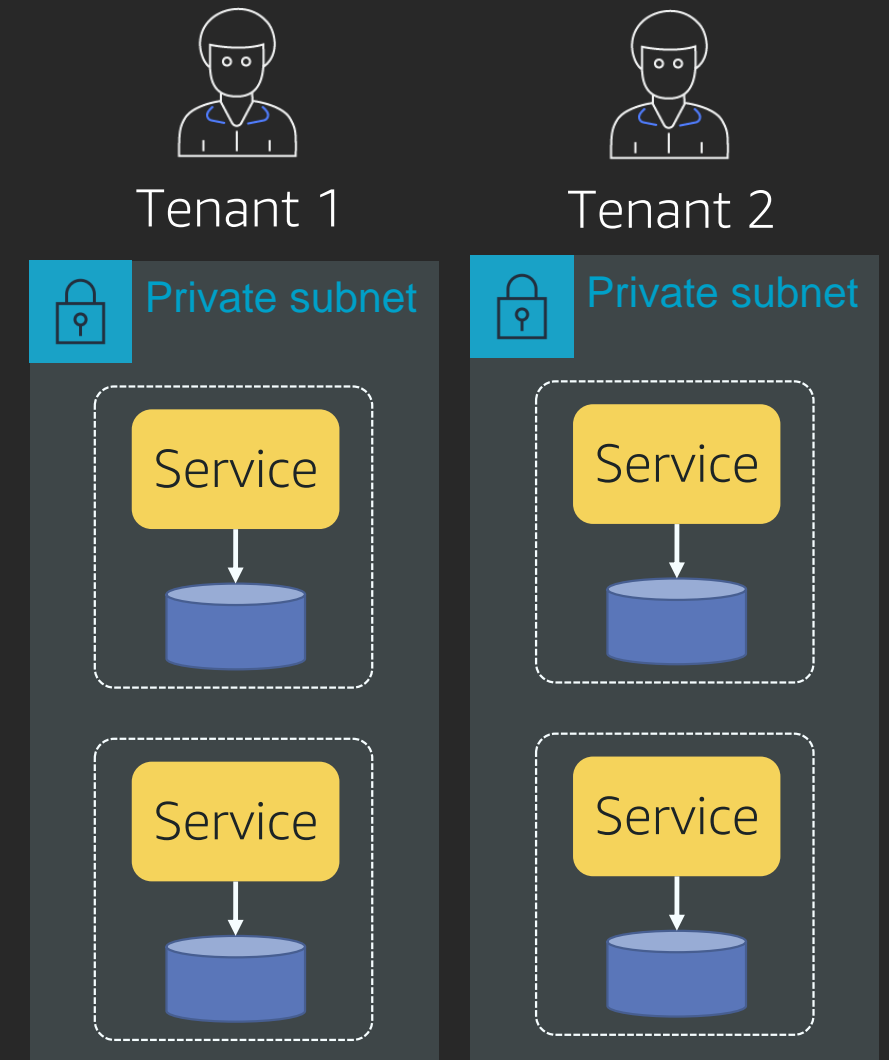 Tenant 1
Tenant 2
Private subnet
Private subnet
Service
Service
Service
Service